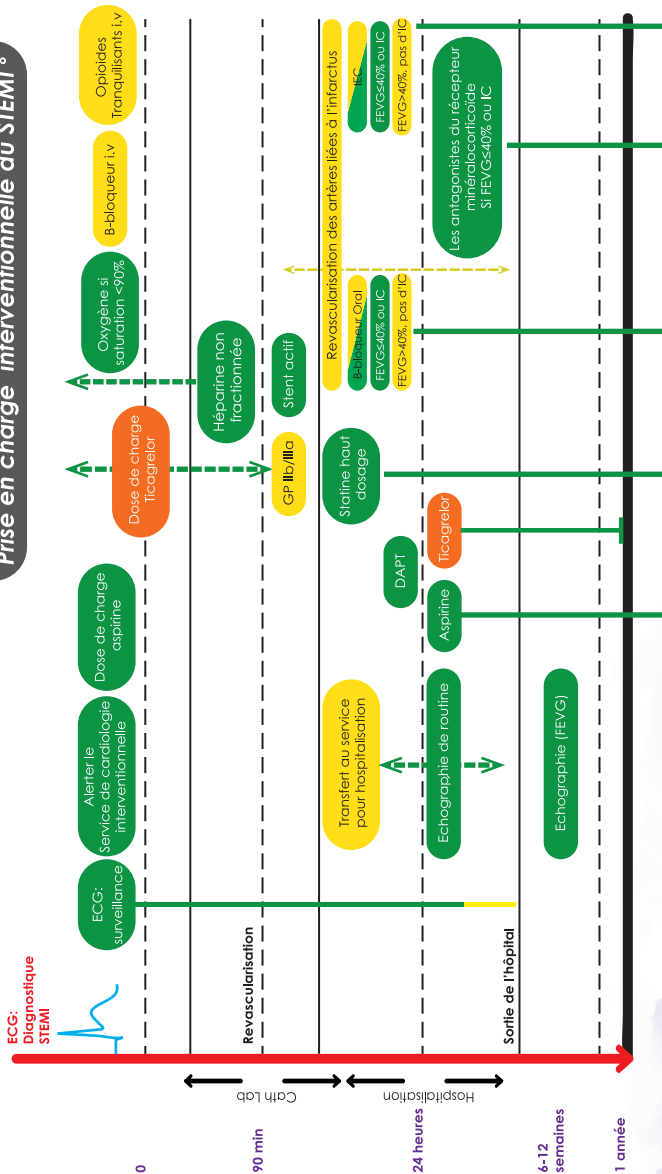 Prise en charge interventionnelle du STEMI °
ECG:
Diagnostique
STEMI
ECG:
surveillance
Alerter le
Service de cardiologie
interventionnelle
Dose de charge
aspirine
Dose de charge
Ticagrelor
Oxygène si
saturation <90%
B-bloqueur i.v
Opioides
Tranquilisants i.v
0
Héparine non
fractionnée
Revascularisation
90 min
Cath Lab
GP IIb/IIIa
Stent actif
Transfert au service
pour hospitalisation
Statine haut
dosage
Revascularisation des artères liées à l'infarctus
B-bloqueur Oral
FEVG≤40% ou IC
FEVG>40%, pas d'IC
IEC
FEVG≤40% ou IC
FEVG>40%, pas d'IC
DAPT
24 heures
Hospitalisation
Echographie de routine
Aspirine
Ticagrelor
Les antagonistes du récepteur
minéralocorticoïde
Si FEVG≤40% ou IC
Sortie de l'hôpital
Echographie (FEVG)
6-12
semaines
1 année